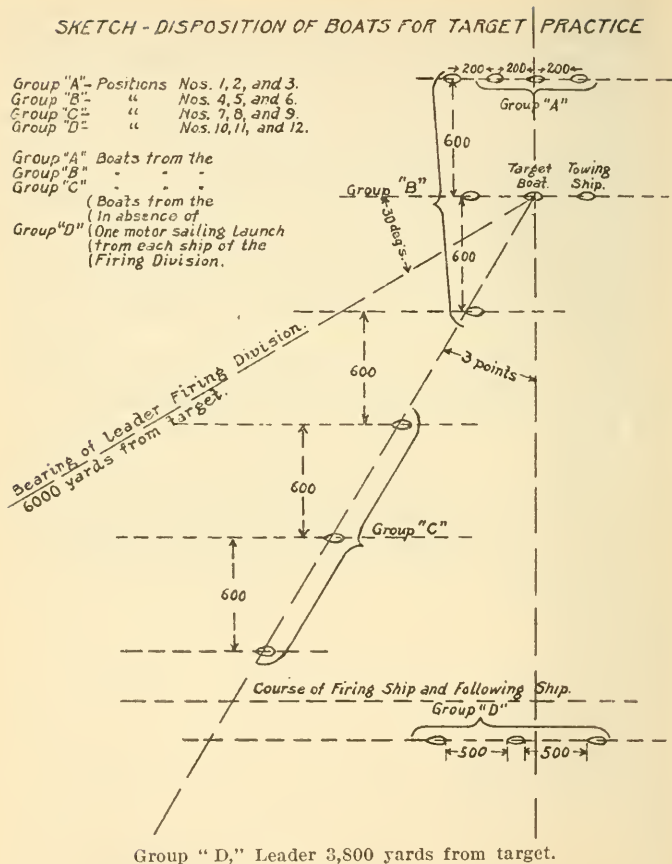 SKETCH - DISPOSITION OF BOATS FOR TARGET PRACTICE
Group "A"- Positions Nos. 1, 2, and 3.
Group "B"- " Nos. 4, 5, and 6.
Group "C"- " Nos. 7, 8, and 9.
Group "D"- " Nos. 10, 11, and 12.
Group "A" Boats from the
Group "B" - - -
Group "C" - - -
(Boats from the
(In absence of
Group "D" (One motor sailing launch
(from each ship of the
(Firing Division.
200 200 200
Group "A"
600
Group "B"
Target Boat.
Towing Ship.
30 deg's.
600
3 points
Bearing of Leader Firing Division.
6000 yards from target.
600
600
Group "C"
600
Course of Firing Ship and Following Ship.
Group "D"
500 500
Group "D," Leader 3,800 yards from target.